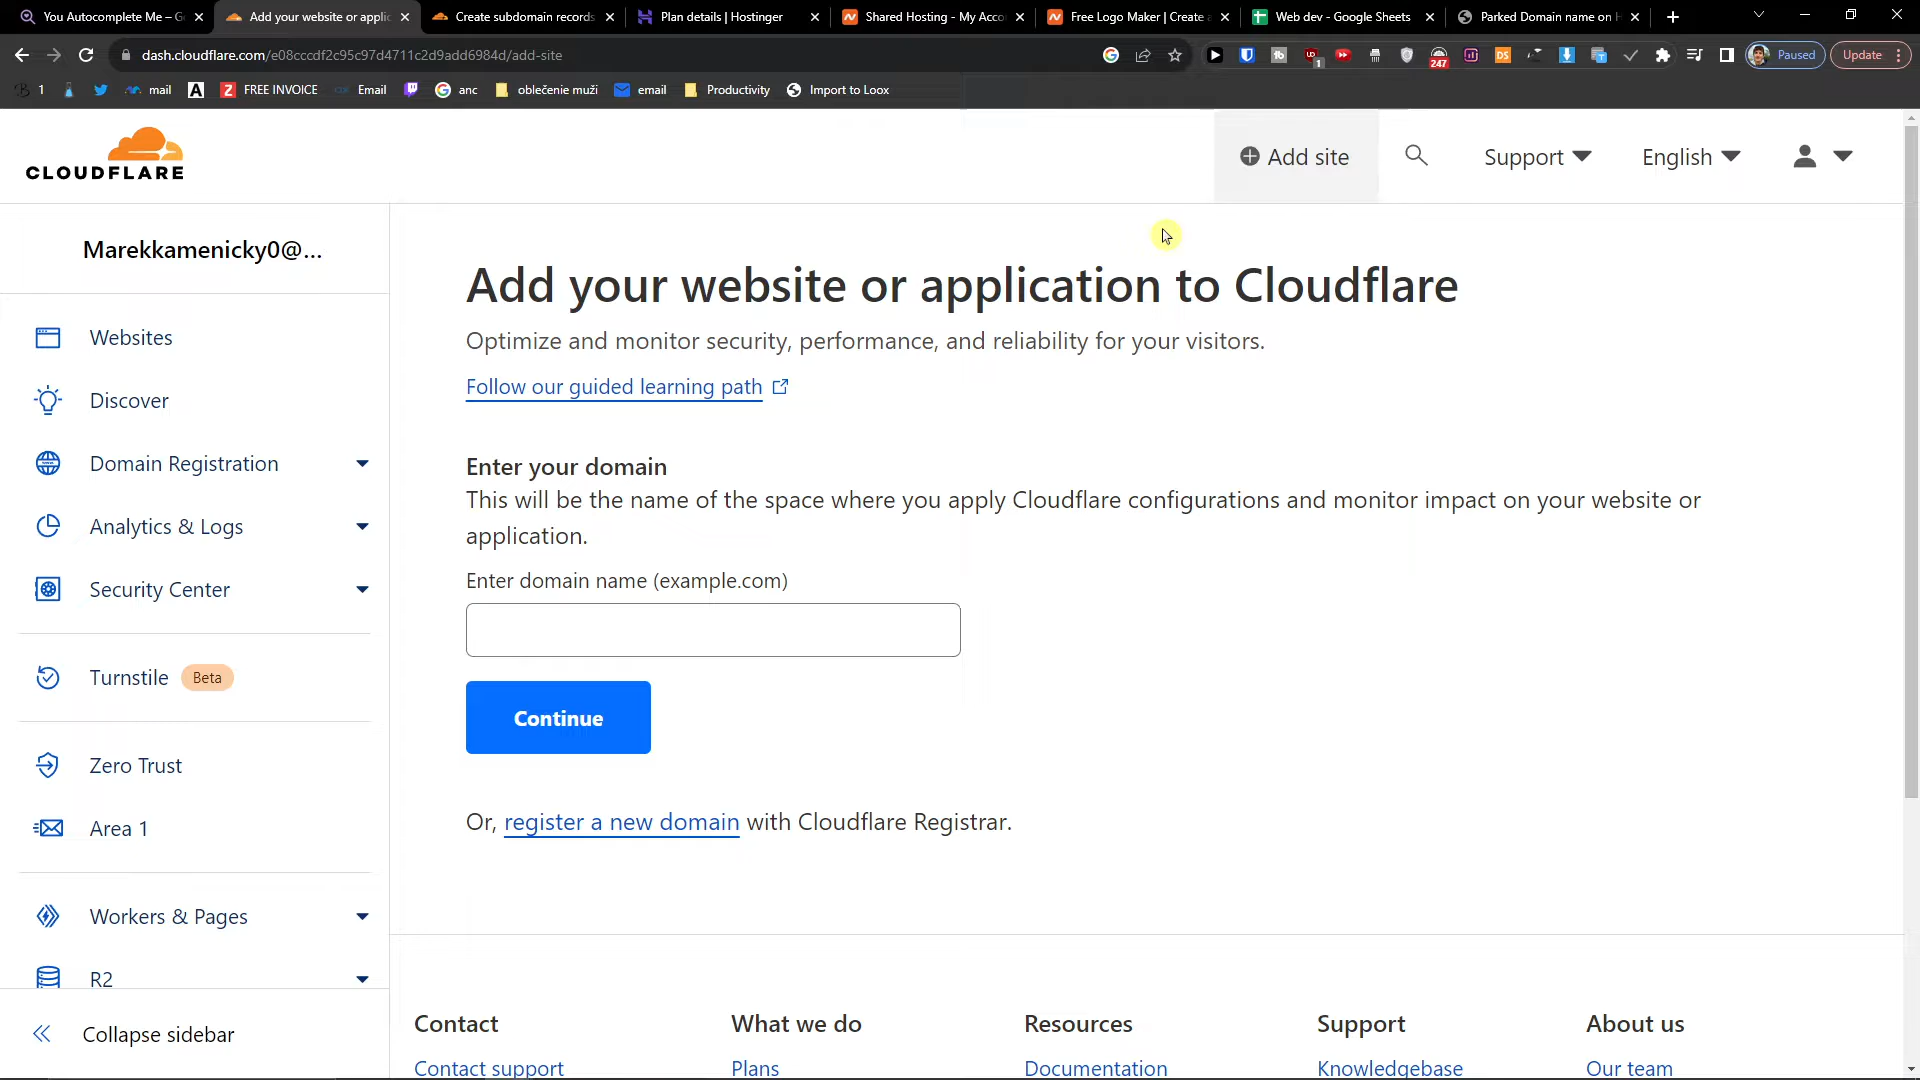 You Autocomplete Me – G
Add your website or applic
Create subdomain records
Plan details | Hostinger
Shared Hosting - My Acco
Free Logo Maker | Create a
Web dev - Google Sheets
Parked Domain name on H
dash.cloudflare.com/e08cccdf2c95c97d4711c2d9add6984d/add-site
1
247
Paused
Update
1
mail
FREE INVOICE
Email
anc
oblečenie muži
email
Productivity
Import to Loox
CLOUDFLARE
Add site
Support
English
Marekkamenicky0@...
Websites
Discover
Domain Registration
Analytics & Logs
Security Center
Turnstile Beta
Zero Trust
Area 1
Workers & Pages
R2
Collapse sidebar
Add your website or application to Cloudflare
Optimize and monitor security, performance, and reliability for your visitors.
Follow our guided learning path
Enter your domain
This will be the name of the space where you apply Cloudflare configurations and monitor impact on your website or
application.
Enter domain name (example.com)
Continue
Or, register a new domain with Cloudflare Registrar.
Contact
Contact support
What we do
Plans
Resources
Documentation
Support
Knowledgebase
About us
Our team